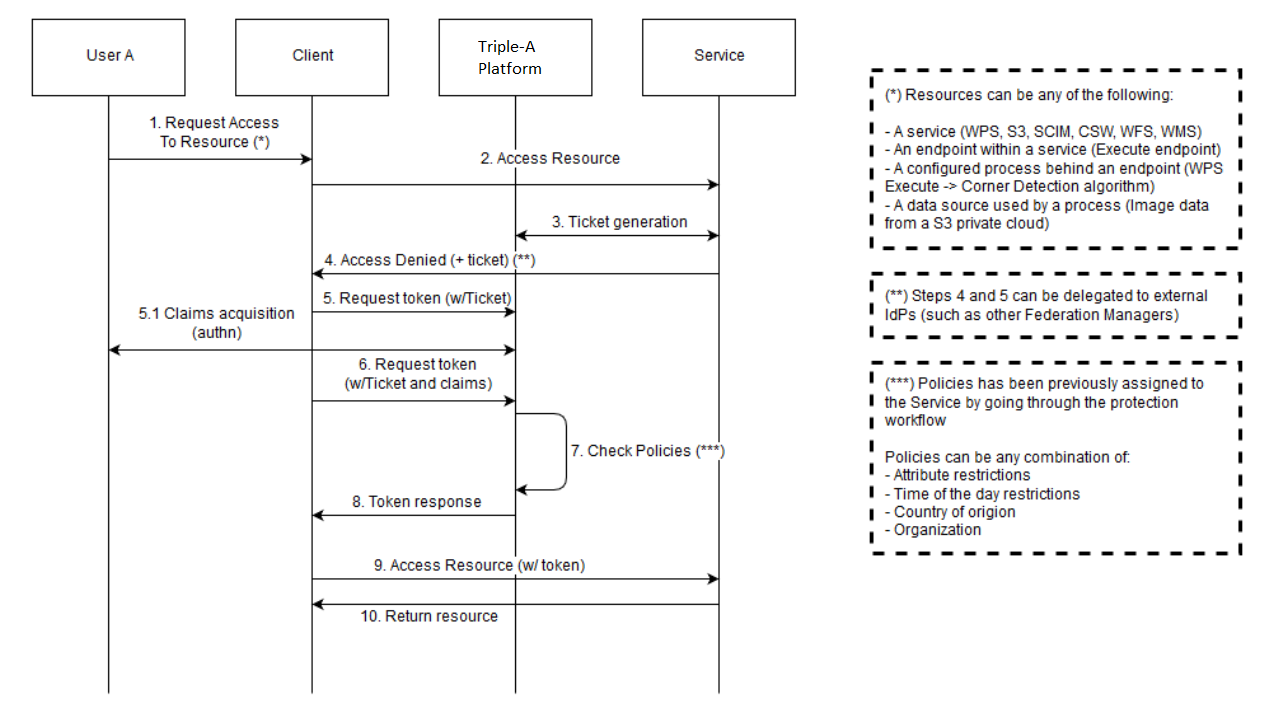 User A
Client
Triple-A
Platform
Service
1. Request Access
To Resource (*)
2. Access Resource
3. Ticket generation
4. Access Denied (+ ticket) (**)
5. Request token (w/Ticket)
5.1 Claims acquisition
(authn)
6. Request token
(w/Ticket and claims)
7. Check Policies (***)
8. Token response
9. Access Resource (w/ token)
10. Return resource
(*) Resources can be any of the following:
- A service (WPS, S3, SCIM, CSW, WFS, WMS)
- An endpoint within a service (Execute endpoint)
- A configured process behind an endpoint (WPS
Execute -> Corner Detection algorithm)
- A data source used by a process (Image data
from a S3 private cloud)
(**) Steps 4 and 5 can be delegated to external
IdPs (such as other Federation Managers)
(***) Policies has been previously assigned to
the Service by going through the protection
workflow
Policies can be any combination of:
- Attribute restrictions
- Time of the day restrictions
- Country of origion
- Organization